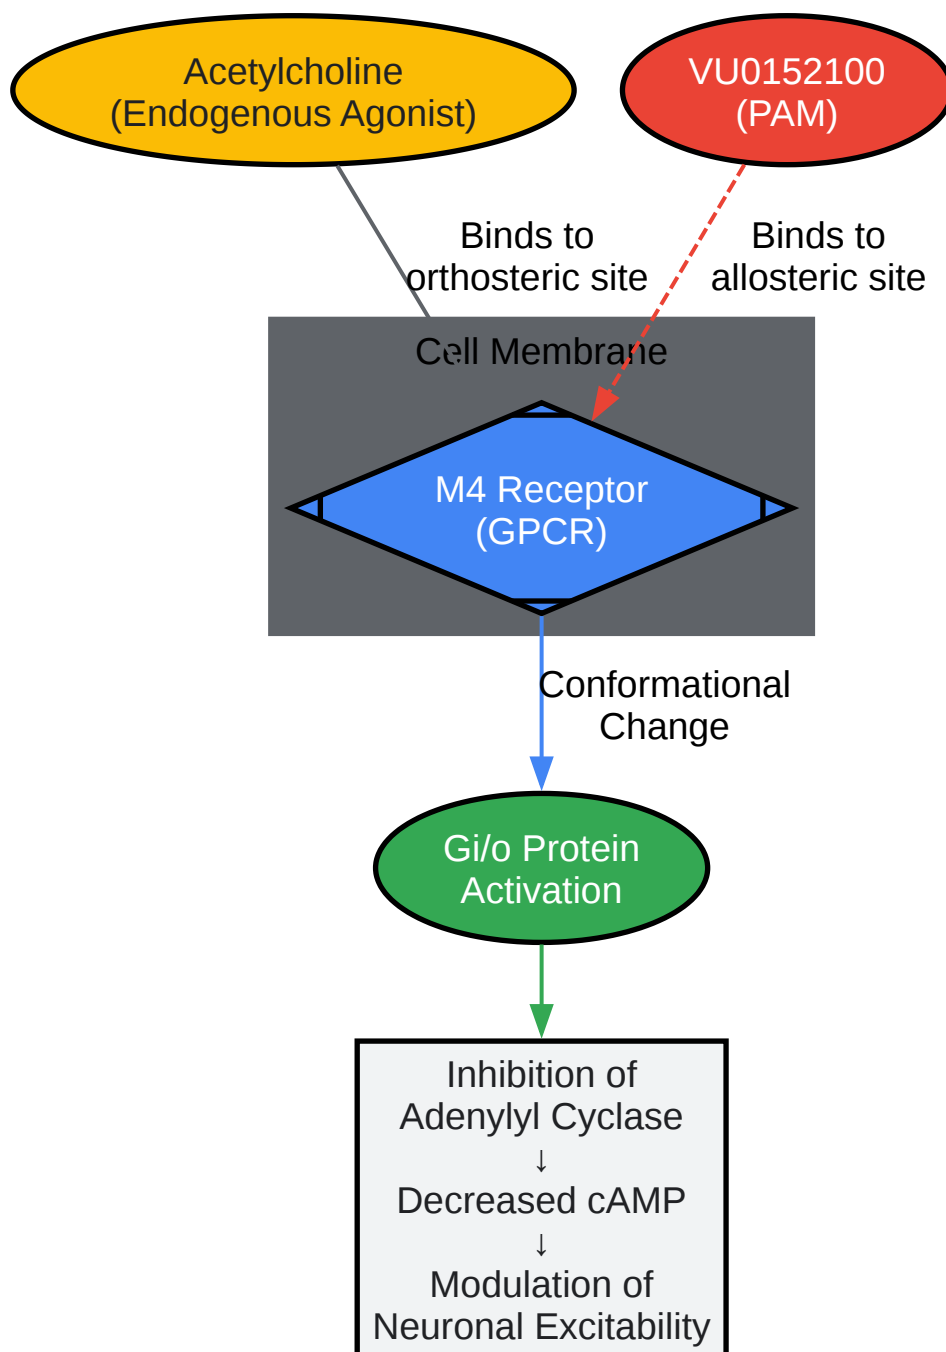 Acetylcholine
(Endogenous Agonist)
VU0152100
(PAM)
Binds to
orthosteric site
Binds to
allosteric site
Cell Membrane
M4 Receptor
(GPCR)
Conformational
Change
Gi/o Protein
Activation
Inhibition of
Adenylyl Cyclase
↓
Decreased cAMP
↓
Modulation of
Neuronal Excitability